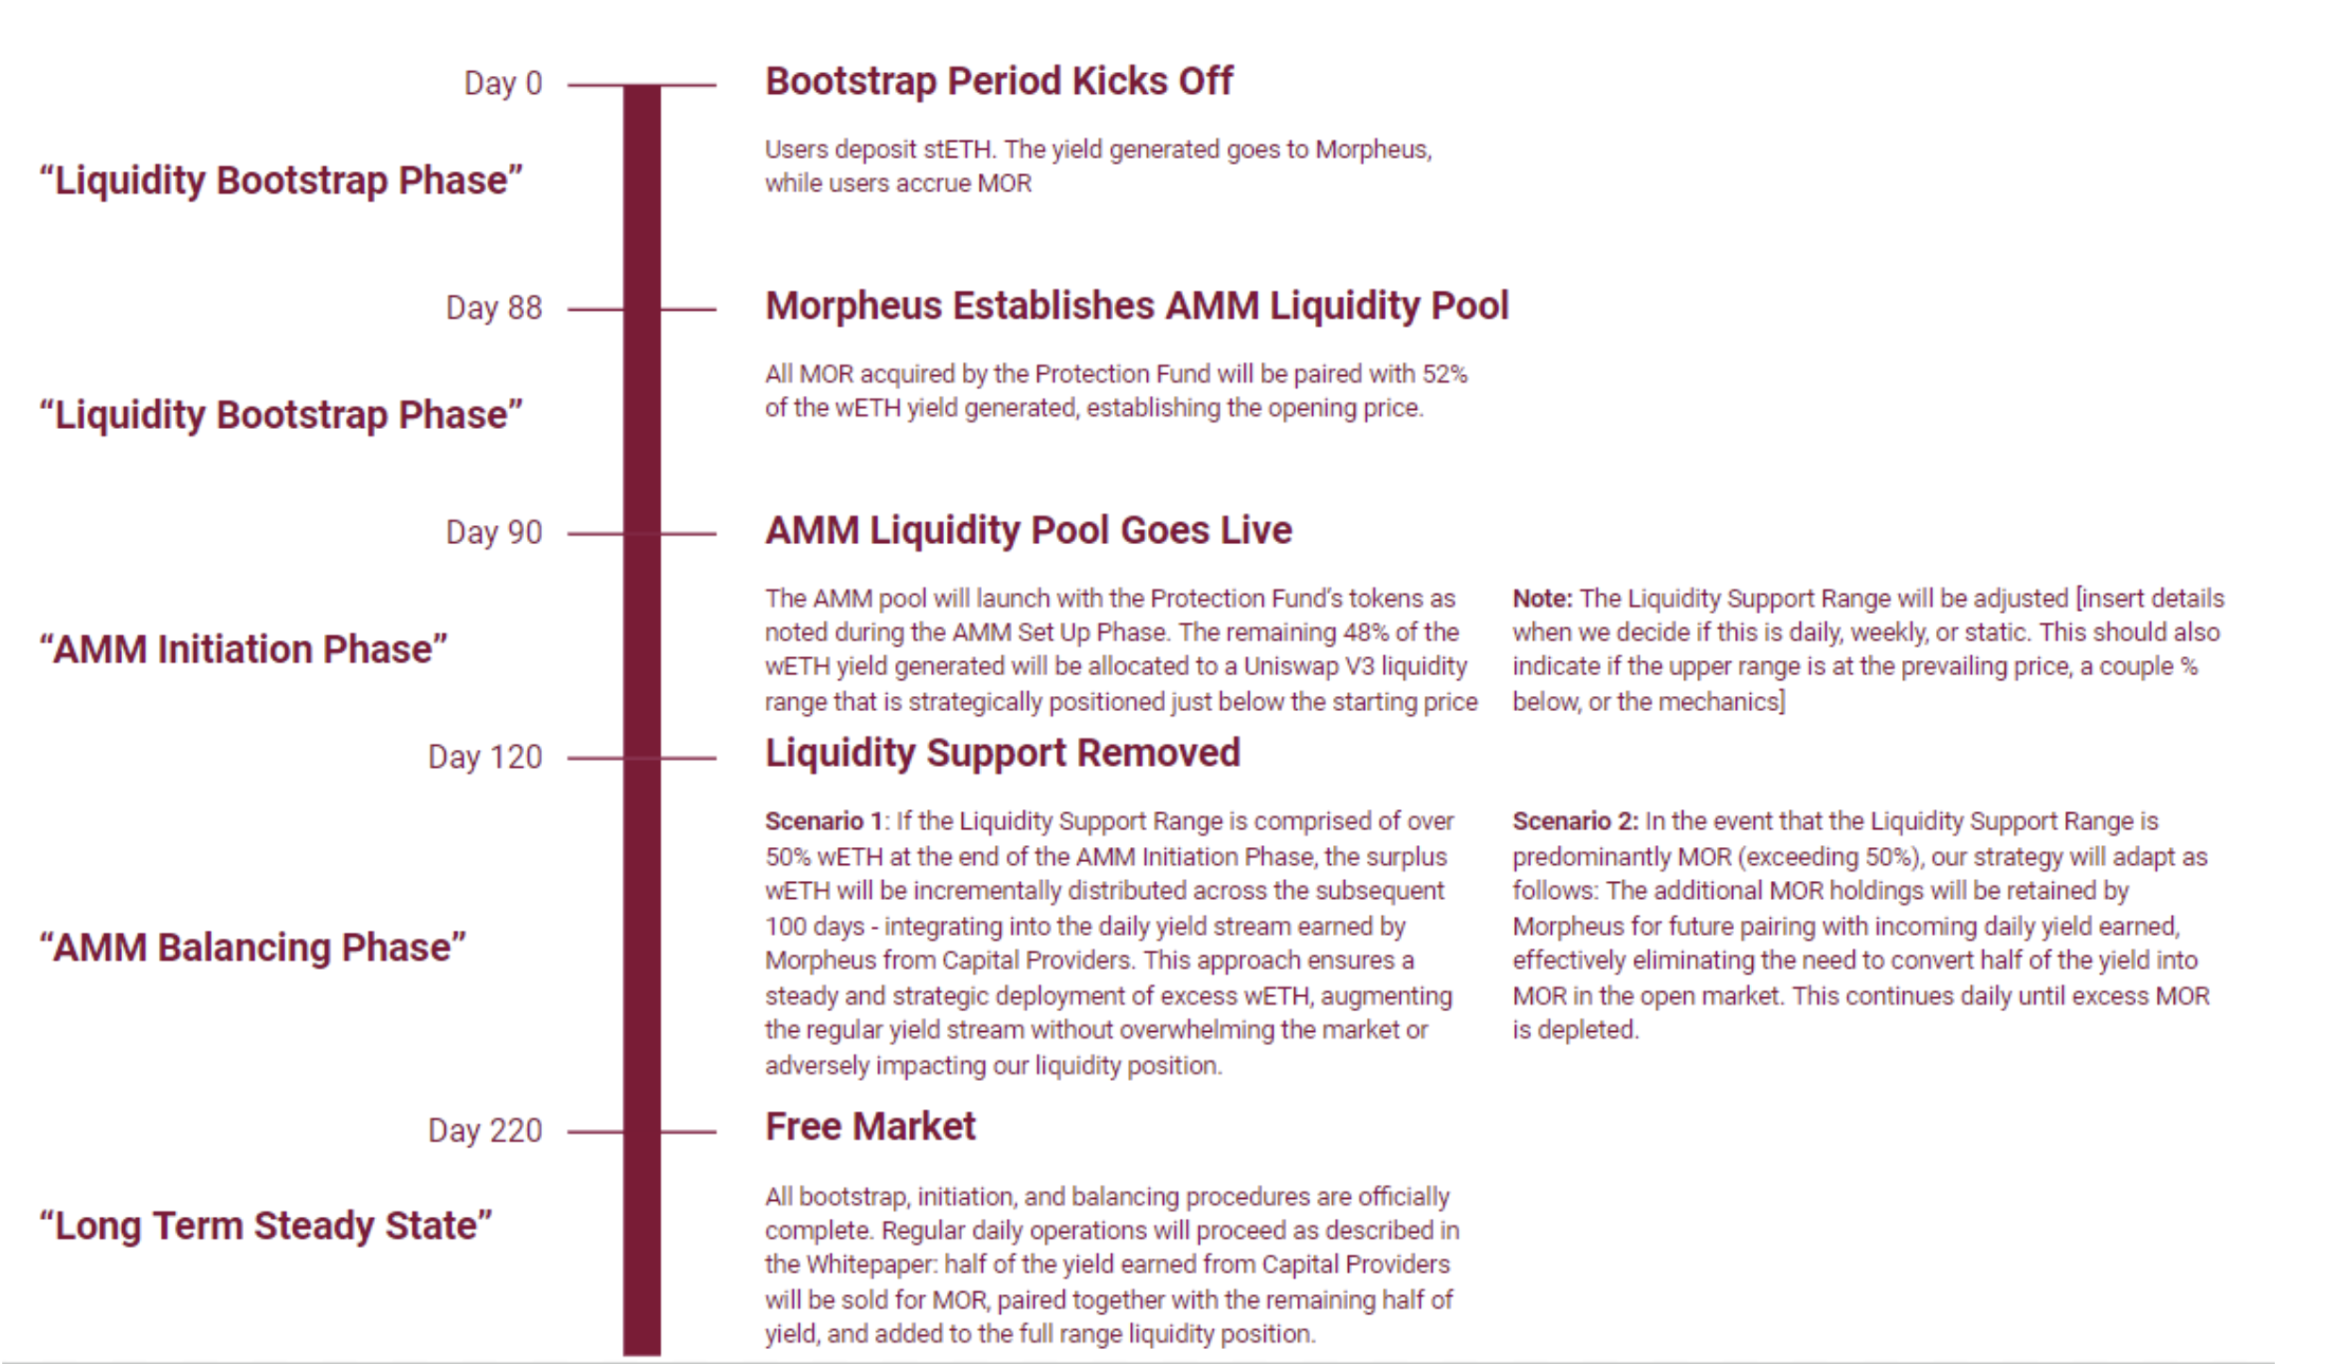 Day 0
Bootstrap Period Kicks Off
Users deposit stETH. The yield generated goes to Morpheus,
while users accrue MOR
“Liquidity Bootstrap Phase”
Day 88
Morpheus Establishes AMM Liquidity Pool
All MOR acquired by the Protection Fund will be paired with 52%
of the wETH yield generated, establishing the opening price.
“Liquidity Bootstrap Phase”
Day 90
AMM Liquidity Pool Goes Live
The AMM pool will launch with the Protection Fund’s tokens as
noted during the AMM Set Up Phase. The remaining 48% of the
wETH yield generated will be allocated to a Uniswap V3 liquidity
range that is strategically positioned just below the starting price
Note: The Liquidity Support Range will be adjusted [insert details
when we decide if this is daily, weekly, or static. This should also
indicate if the upper range is at the prevailing price, a couple %
below, or the mechanics]
“AMM Initiation Phase”
Day 120
Liquidity Support Removed
Scenario 1: If the Liquidity Support Range is comprised of over
50% wETH at the end of the AMM Initiation Phase, the surplus
wETH will be incrementally distributed across the subsequent
100 days - integrating into the daily yield stream earned by
Morpheus from Capital Providers. This approach ensures a
steady and strategic deployment of excess wETH, augmenting
the regular yield stream without overwhelming the market or
adversely impacting our liquidity position.
Scenario 2: In the event that the Liquidity Support Range is
predominantly MOR (exceeding 50%), our strategy will adapt as
follows: The additional MOR holdings will be retained by
Morpheus for future pairing with incoming daily yield earned,
effectively eliminating the need to convert half of the yield into
MOR in the open market. This continues daily until excess MOR
is depleted.
“AMM Balancing Phase”
Day 220
Free Market
All bootstrap, initiation, and balancing procedures are officially
complete. Regular daily operations will proceed as described in
the Whitepaper: half of the yield earned from Capital Providers
will be sold for MOR, paired together with the remaining half of
yield, and added to the full range liquidity position.
“Long Term Steady State”